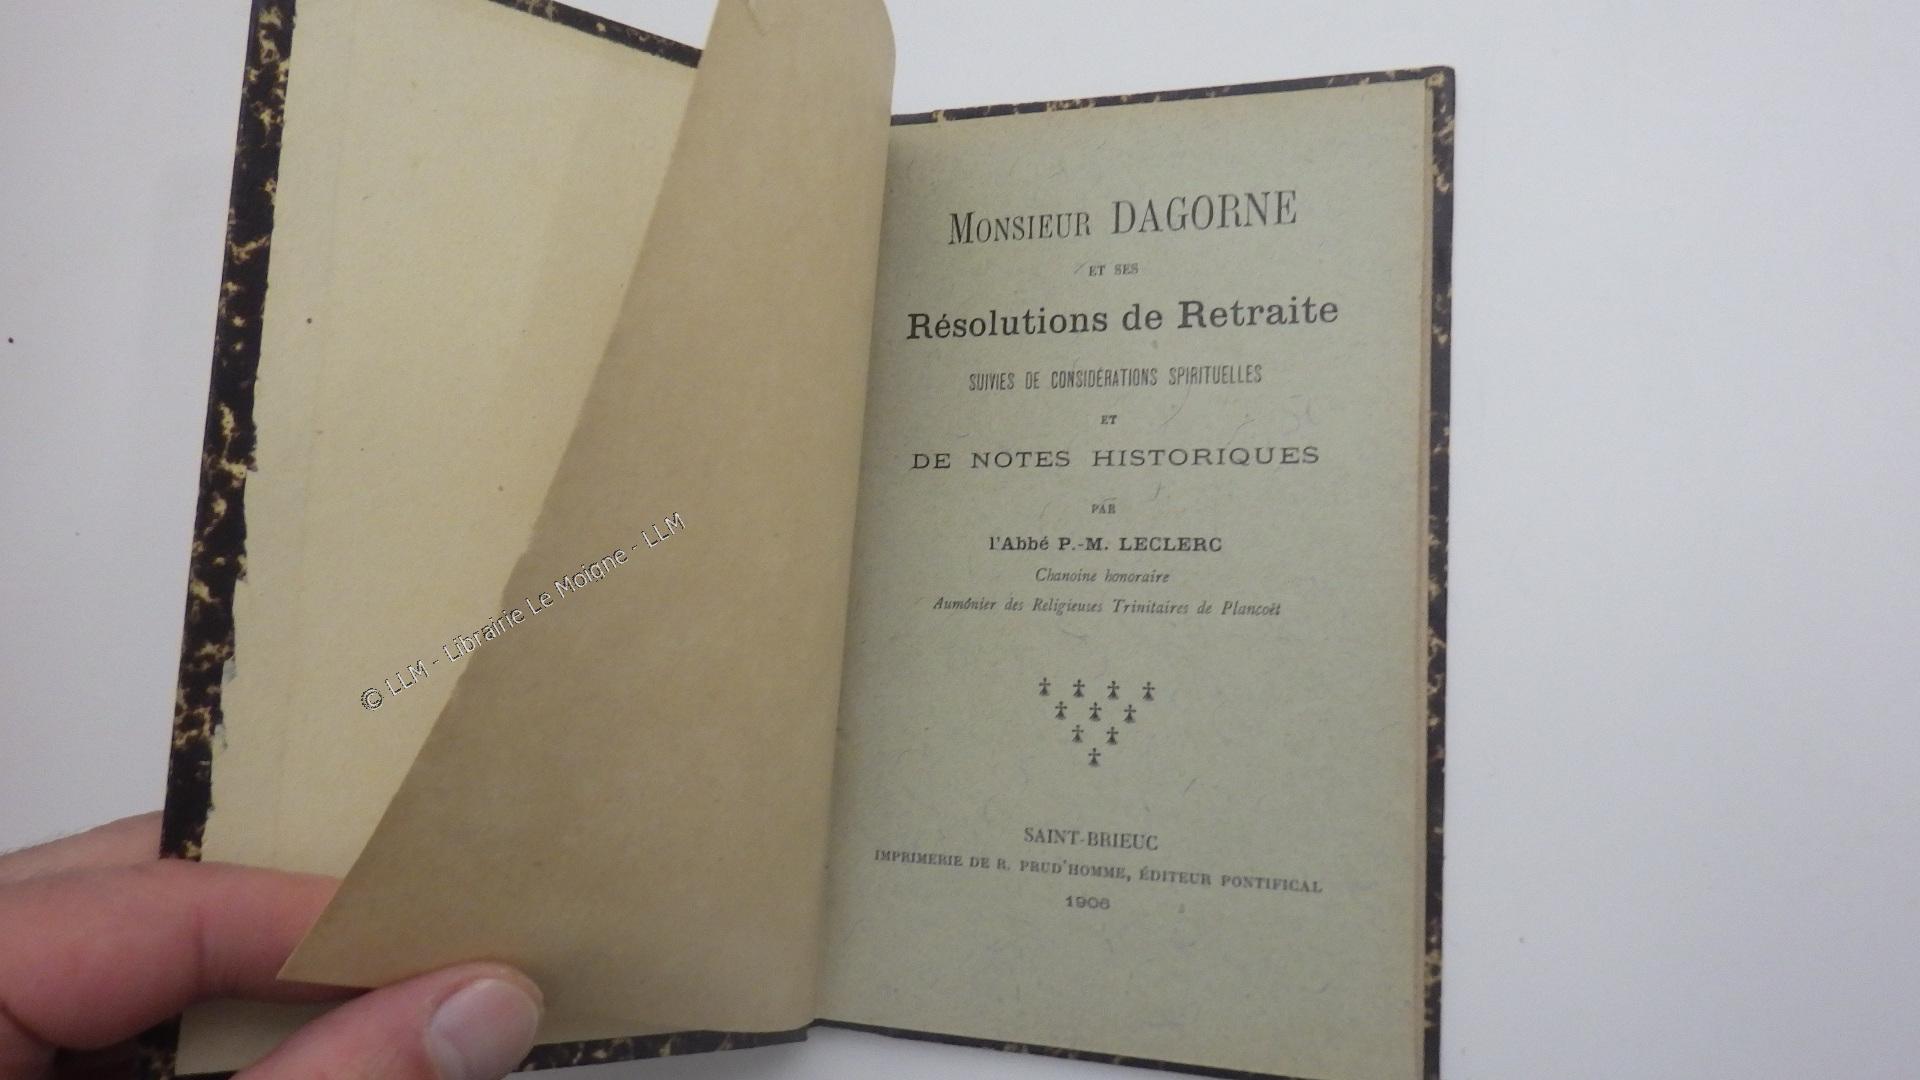 MONSIEUR DAGORNE
ET SES
Résolutions de Retraite
SUIVIES DE CONSIDÉRATIONS SPIRITUELLES
ET
DE NOTES HISTORIQUES
PAR
l'Abbé P.-M. LECLERC
Chanoine honoraire
Aumônier des Religieuses Trinitaires de Plancoët
SAINT-BRIEUC
IMPRIMERIE DE R. PRUD'HOMME, ÉDITEUR PONTIFICAL
1906
© LLM - Librairie Le Moigne - LLM